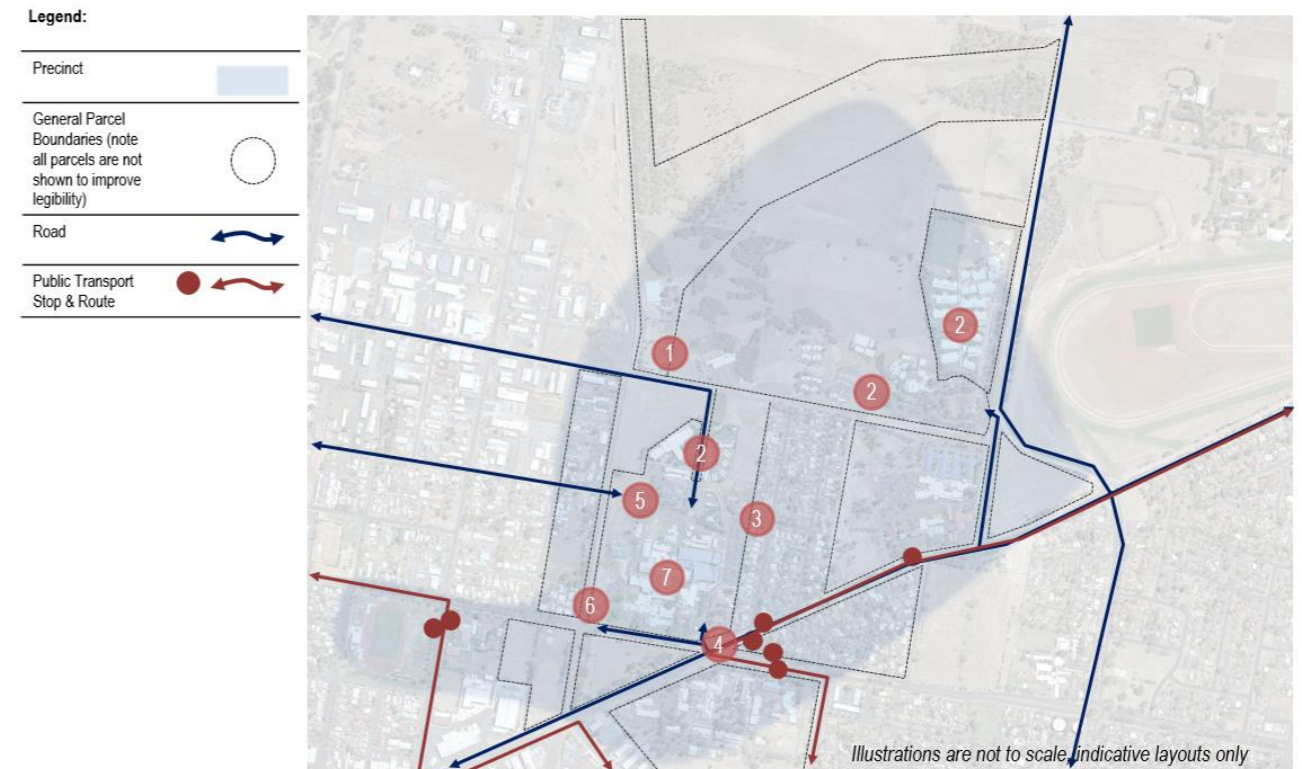 Legend:
Precinct
General Parcel
Boundaries (note
all parcels are not
shown to improve
legibility)
Road
Public Transport
Stop & Route
1
2
2
2
5
3
7
6
4
Illustrations are not to scale, indicative layouts only